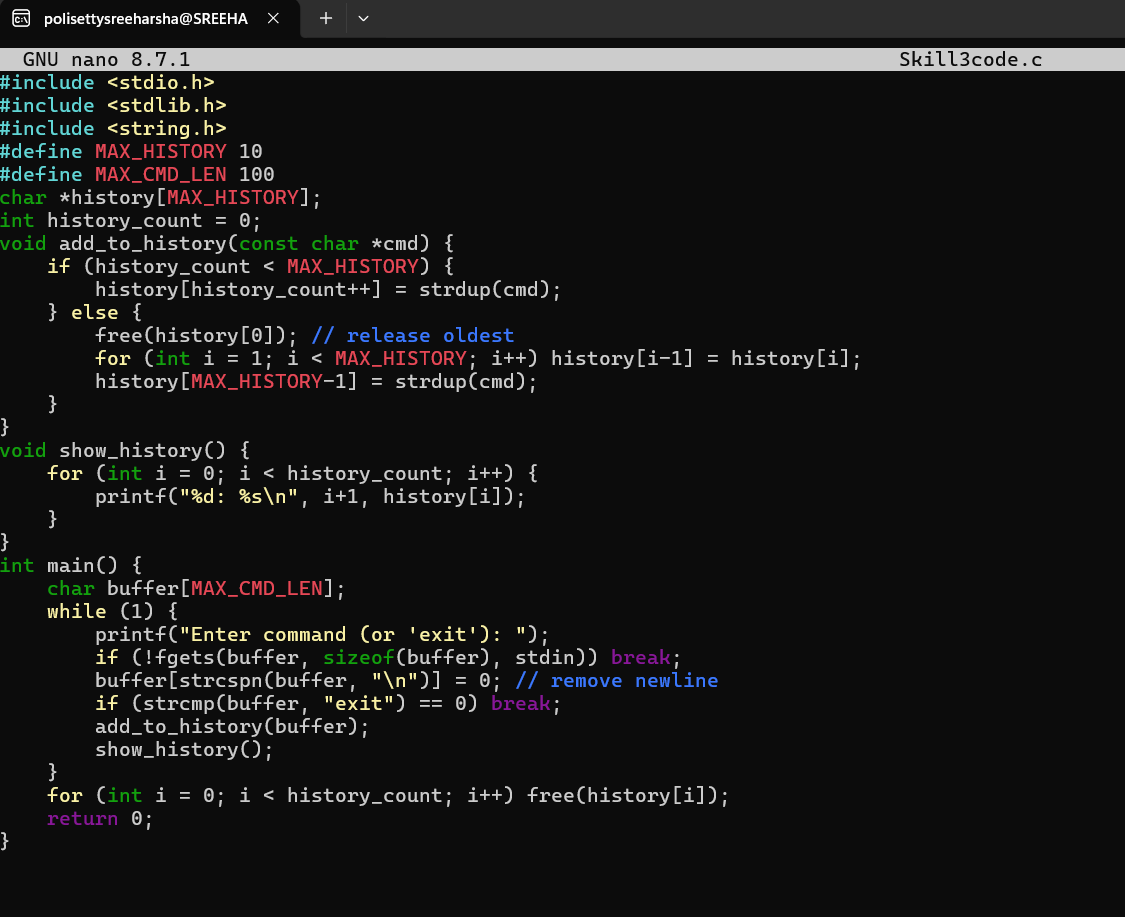 polisettysreeharsha@SREEHA
GNU nano 8.7.1 Skill3code.c
#include <stdio.h>
#include <stdlib.h>
#include <string.h>
#define MAX_HISTORY 10
#define MAX_CMD_LEN 100
char *history[MAX_HISTORY];
int history_count = 0;
void add_to_history(const char *cmd) {
    if (history_count < MAX_HISTORY) {
        history[history_count++] = strdup(cmd);
    } else {
        free(history[0]); // release oldest
        for (int i = 1; i < MAX_HISTORY; i++) history[i-1] = history[i];
        history[MAX_HISTORY-1] = strdup(cmd);
    }
}
void show_history() {
    for (int i = 0; i < history_count; i++) {
        printf("%d: %s\n", i+1, history[i]);
    }
}
int main() {
    char buffer[MAX_CMD_LEN];
    while (1) {
        printf("Enter command (or 'exit'): ");
        if (!fgets(buffer, sizeof(buffer), stdin)) break;
        buffer[strcspn(buffer, "\n")] = 0; // remove newline
        if (strcmp(buffer, "exit") == 0) break;
        add_to_history(buffer);
        show_history();
    }
    for (int i = 0; i < history_count; i++) free(history[i]);
    return 0;
}